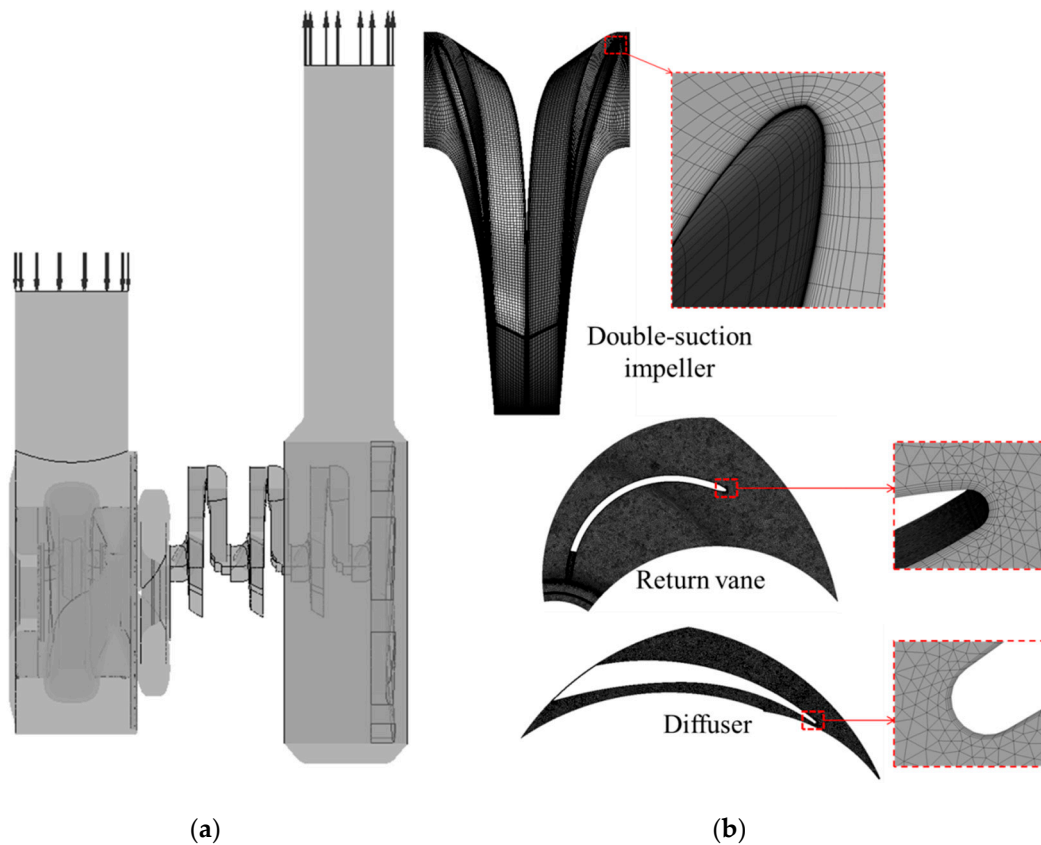 Double-suction
impeller
Return vane
Diffuser
(a)
(b)